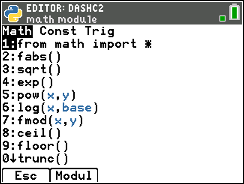 EDITOR: DASHC2
math module
Math Const Trig
1:from math import *
2:fabs()
3:sqrt()
4:exp()
5:pow(x,y)
6:log(x,base)
7:fmod(x,y)
8:ceil()
9:floor()
0↓trunc()
Esc Modul